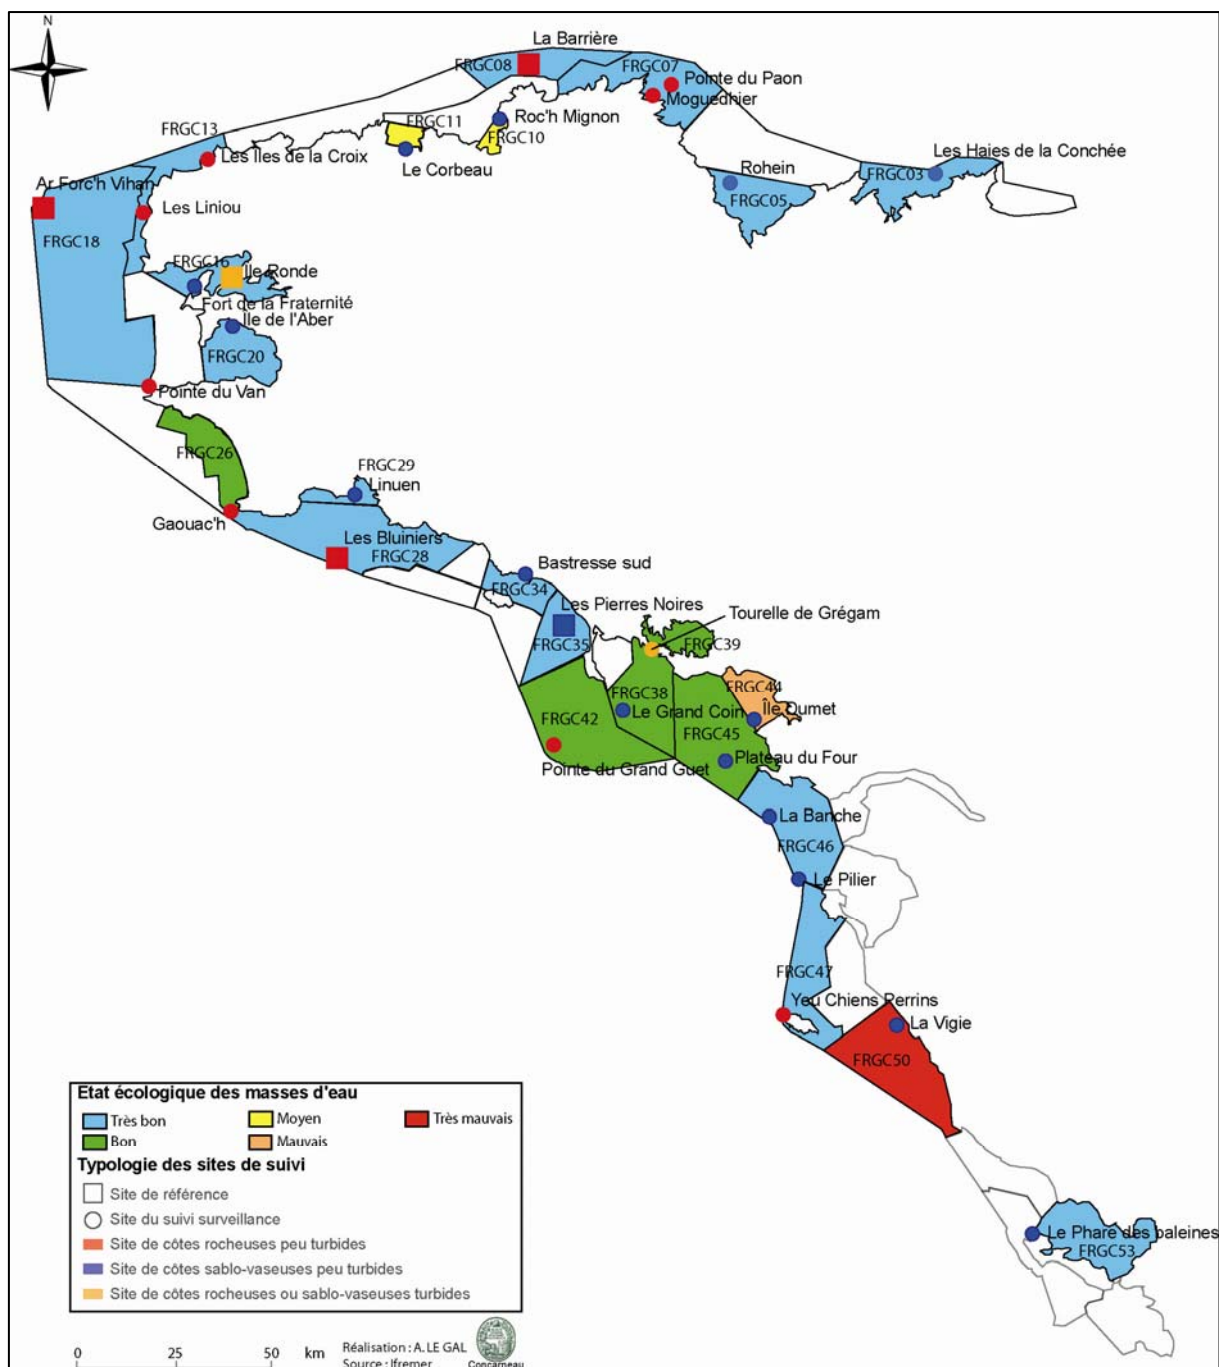 N
La Barrière
FRGC08
FRGC07
Pointe du Paon
Moguedhier
FRGC11
Roc'h Mignon
FRGC10
FRGC13
Les Iles de la Croix
Le Corbeau
Les Haies de la Conchée
Rohein
FRGC03
FRGC05
Ar Forc'h Vihan
Les Liniou
FRGC18
FRGC16
Île Ronde
Fort de la Fraternité
Île de l'Aber
FRGC20
Pointe du Van
FRGC26
FRGC29
Linuen
Gaouac'h
Les Bluiniers
FRGC28
Bastresse sud
FRGC34
Les Pierres Noires
Tourelle de Grégam
FRGC35
FRGC39
FRGC44
FRGC38
Le Grand Coin
Île Dumet
FRGC42
FRGC45
Plateau du Four
Pointe du Grand Guet
La Banche
FRGC46
Le Pilier
FRGC47
Yeu Chiens Perrins
La Vigie
FRGC50
Le Phare des baleines
FRGC53
Etat écologique des masses d'eau
Très bon
Moyen
Très mauvais
Bon
Mauvais
Typologie des sites de suivi
Site de référence
Site du suivi surveillance
Site de côtes rocheuses peu turbides
Site de côtes sablo-vaseuses peu turbides
Site de côtes rocheuses ou sablo-vaseuses turbides
0 25 50 km
Réalisation : A. LE GAL
Source : Ifremer
Concarneau